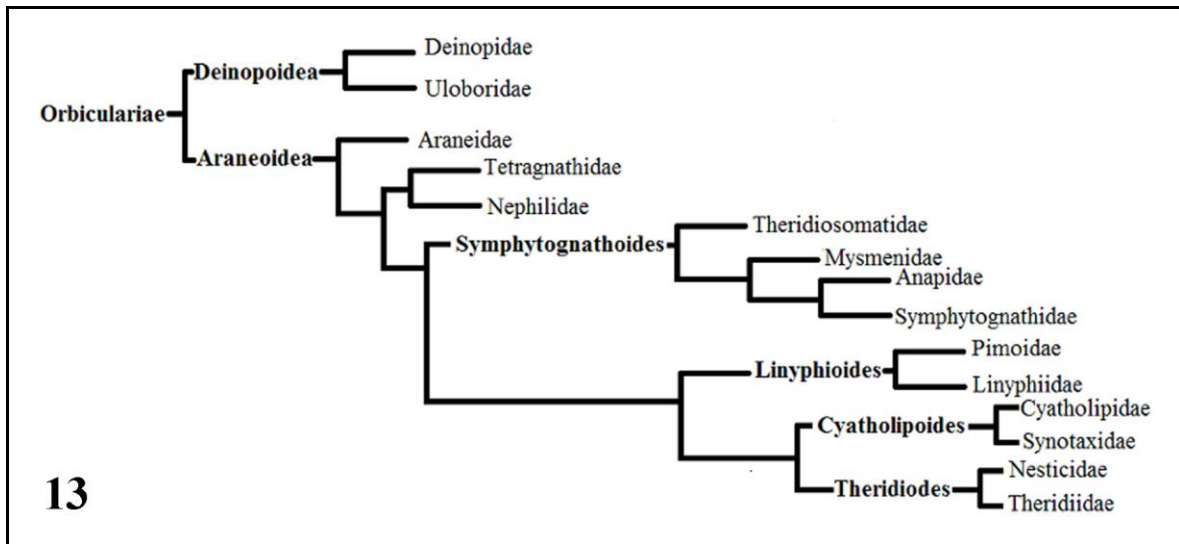 Deinopidae
Deinopoidea
Uloboridae
Orbiculariae
Araneidae
Araneoidea
Tetragnathidae
Nephilidae
Theridiosomatidae
Symphytognathoides
Mysmenidae
Anapidae
Symphytognathidae
Pimoidae
Linyphioides
Linyphiidae
Cyatholipidae
Cyatholipoides
Synotaxidae
Nesticidae
Theridiodes
Theridiidae
13